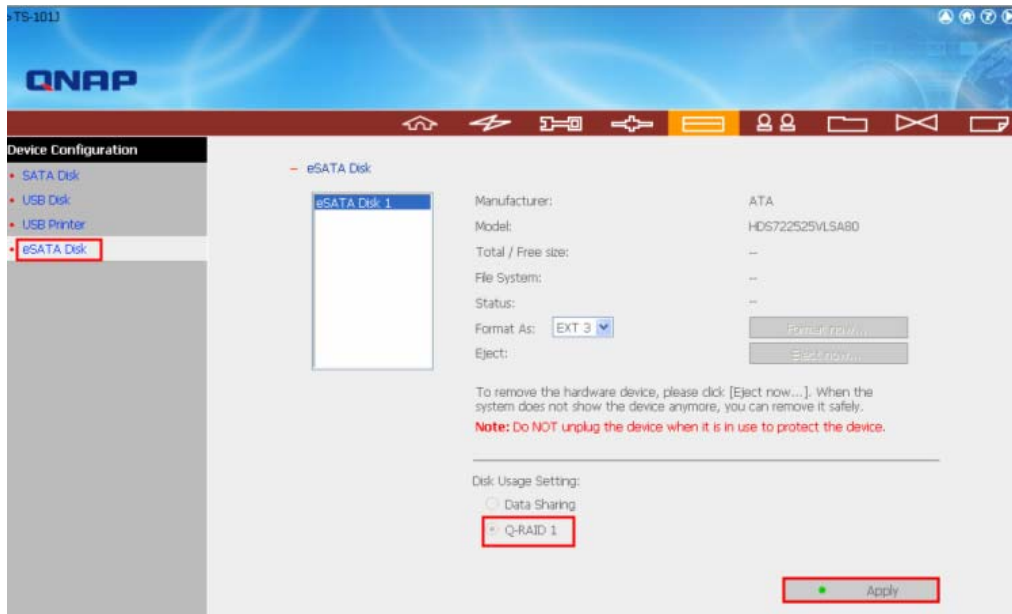 TS-101J
QNAP
Device Configuration
SATA Disk
USB Disk
USB Printer
eSATA Disk
eSATA Disk
eSATA Disk 1
Manufacturer: ATA
Model: HDS722525VLSA80
Total / Free size: --
File System: --
Status: --
Format As: EXT 3 Format now...
Eject: Eject now...
To remove the hardware device, please click [Eject now...]. When the
system does not show the device anymore, you can remove it safely.
Note: Do NOT unplug the device when it is in use to protect the device.
Disk Usage Setting:
Data Sharing
Q-RAID 1
Apply